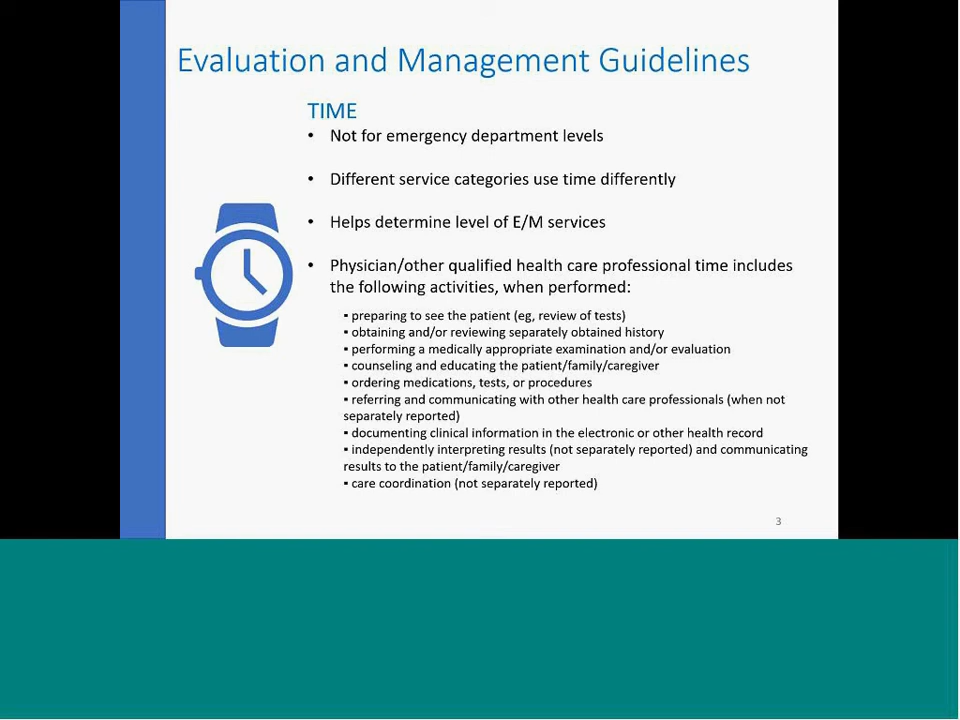 Evaluation and Management Guidelines
TIME
• Not for emergency department levels
• Different service categories use time differently
• Helps determine level of E/M services
• Physician/other qualified health care professional time includes
the following activities, when performed:
▪ preparing to see the patient (eg, review of tests)
▪ obtaining and/or reviewing separately obtained history
▪ performing a medically appropriate examination and/or evaluation
▪ counseling and educating the patient/family/caregiver
▪ ordering medications, tests, or procedures
▪ referring and communicating with other health care professionals (when not
separately reported)
▪ documenting clinical information in the electronic or other health record
▪ independently interpreting results (not separately reported) and communicating
results to the patient/family/caregiver
▪ care coordination (not separately reported)
3